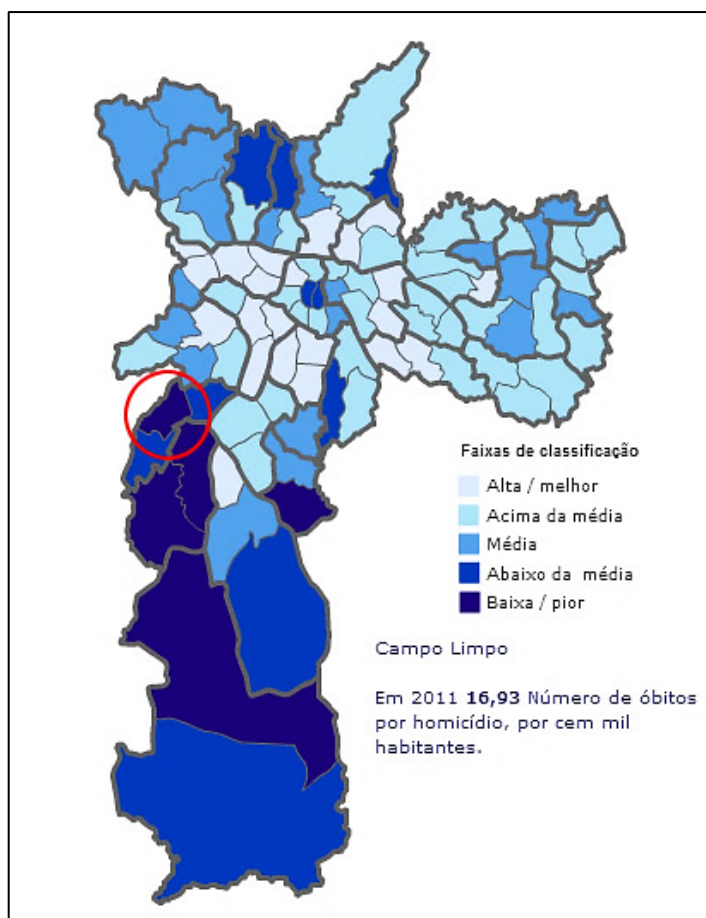 Faixas de classificação
Alta / melhor
Acima da média
Média
Abaixo da média
Baixa / pior
Campo Limpo
Em 2011 16,93 Número de óbitos
por homicídio, por cem mil
habitantes.